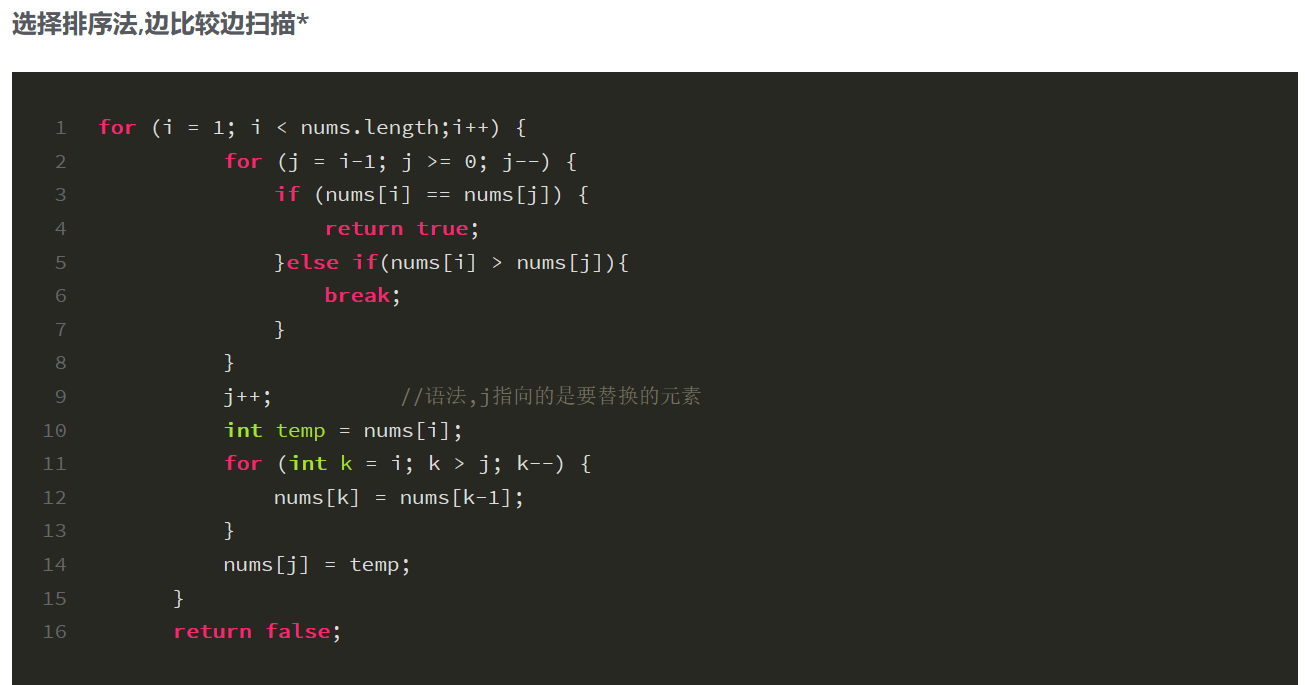 选择排序法,边比较边扫描*
1 for (i = 1; i < nums.length;i++) {
2 for (j = i-1; j >= 0; j--) {
3 if (nums[i] == nums[j]) {
4 return true;
5 }else if(nums[i] > nums[j]){
6 break;
7 }
8 }
9 j++; //语法,j指向的是要替换的元素
10 int temp = nums[i];
11 for (int k = i; k > j; k--) {
12 nums[k] = nums[k-1];
13 }
14 nums[j] = temp;
15 }
16 return false;